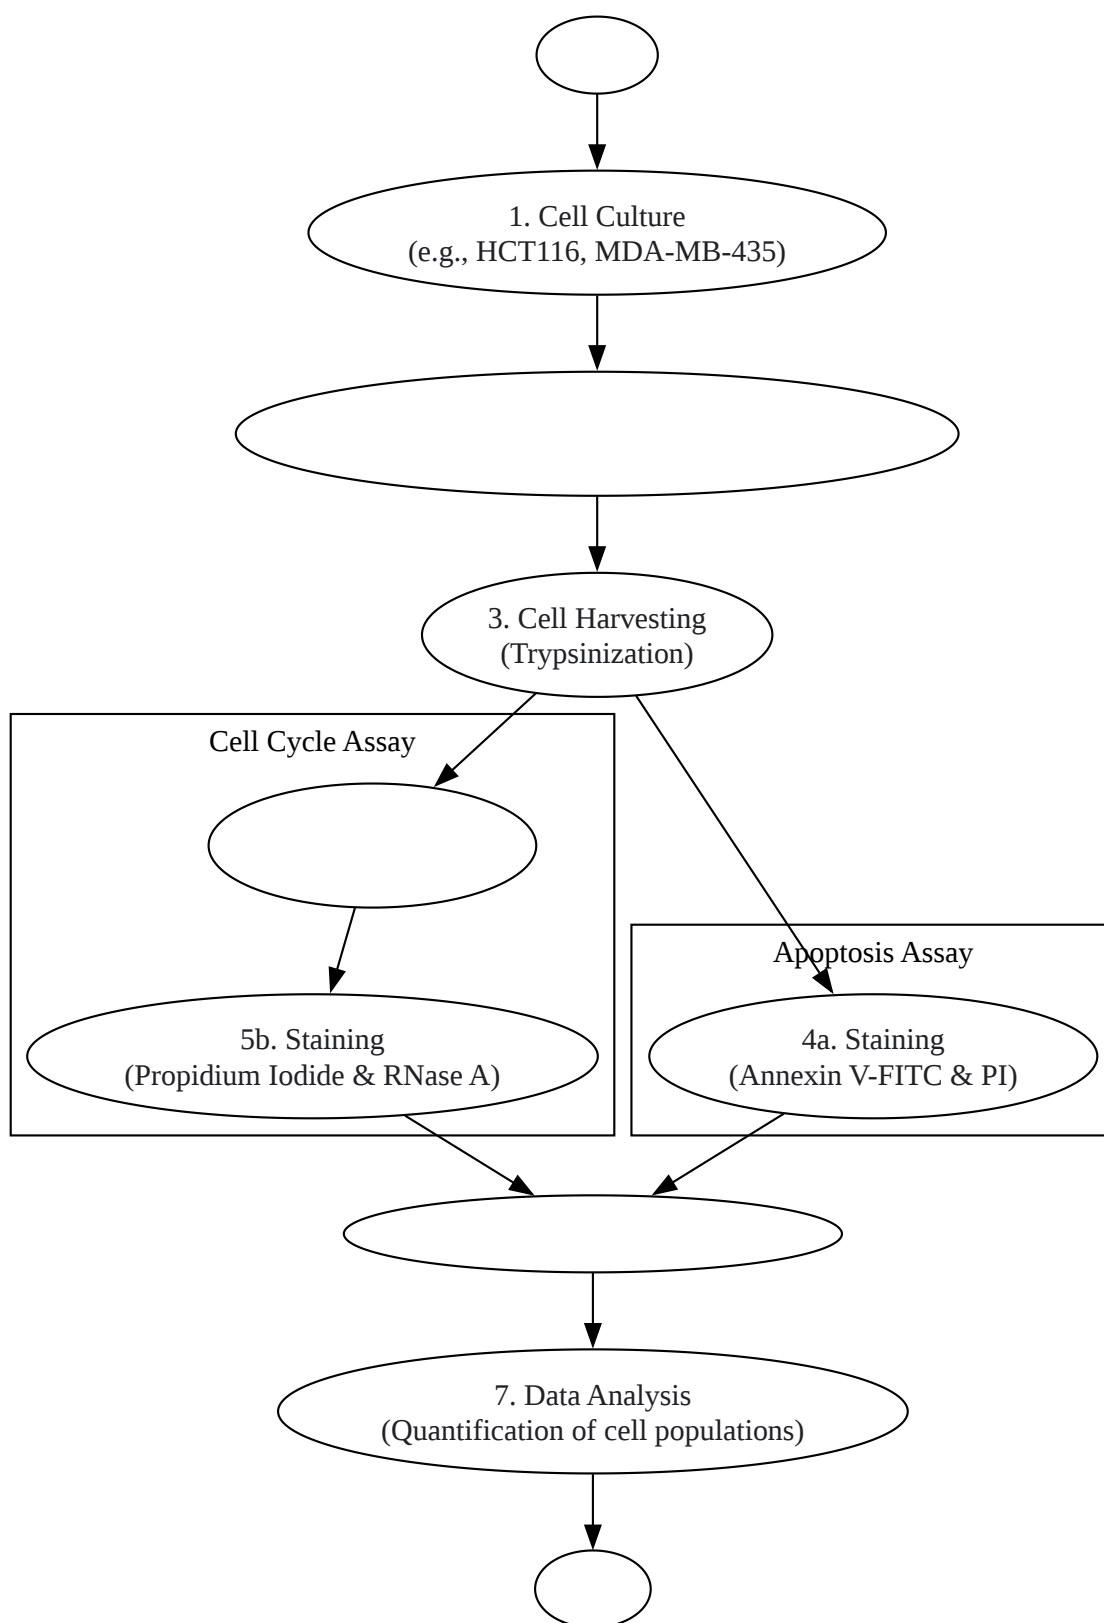 1. Cell Culture
(e.g., HCT116, MDA-MB-435)
3. Cell Harvesting
(Trypsinization)
Cell Cycle Assay
Apoptosis Assay
5b. Staining
(Propidium Iodide & RNase A)
4a. Staining
(Annexin V-FITC & PI)
7. Data Analysis
(Quantification of cell populations)